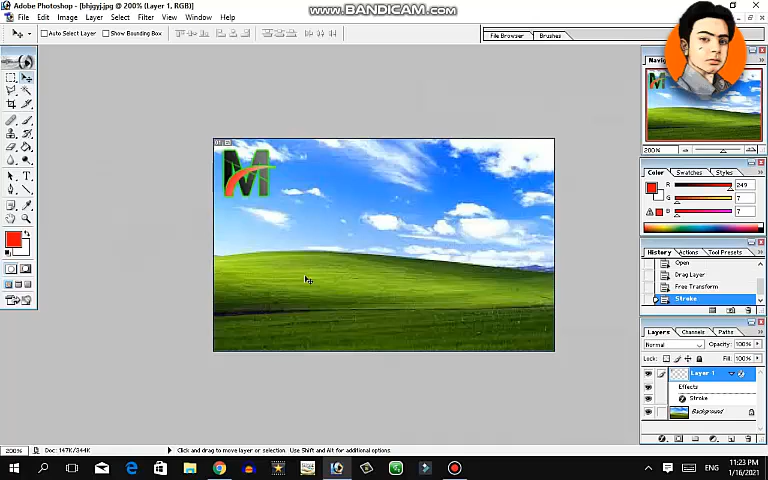 www.BANDICAM.com
Adobe Photoshop - [bhjgyj.jpg @ 200% (Layer 1, RGB)]
File Edit Image Layer Select Filter View Window Help
Auto Select Layer Show Bounding Box
File Browser Brushes
M
200%
Color Swatches Styles
R 249
G 7
B 7
History Actions Tool Presets
Open
Drag Layer
Free Transform
Stroke
Layers Channels Paths
Normal Opacity: 100%
Lock: Fill: 100%
Layer 1
Effects
Stroke
Background
200% Doc: 147K/344K Click and drag to move layer or selection. Use Shift and Alt for additional options.
ENG 11:23 PM
1/16/2021